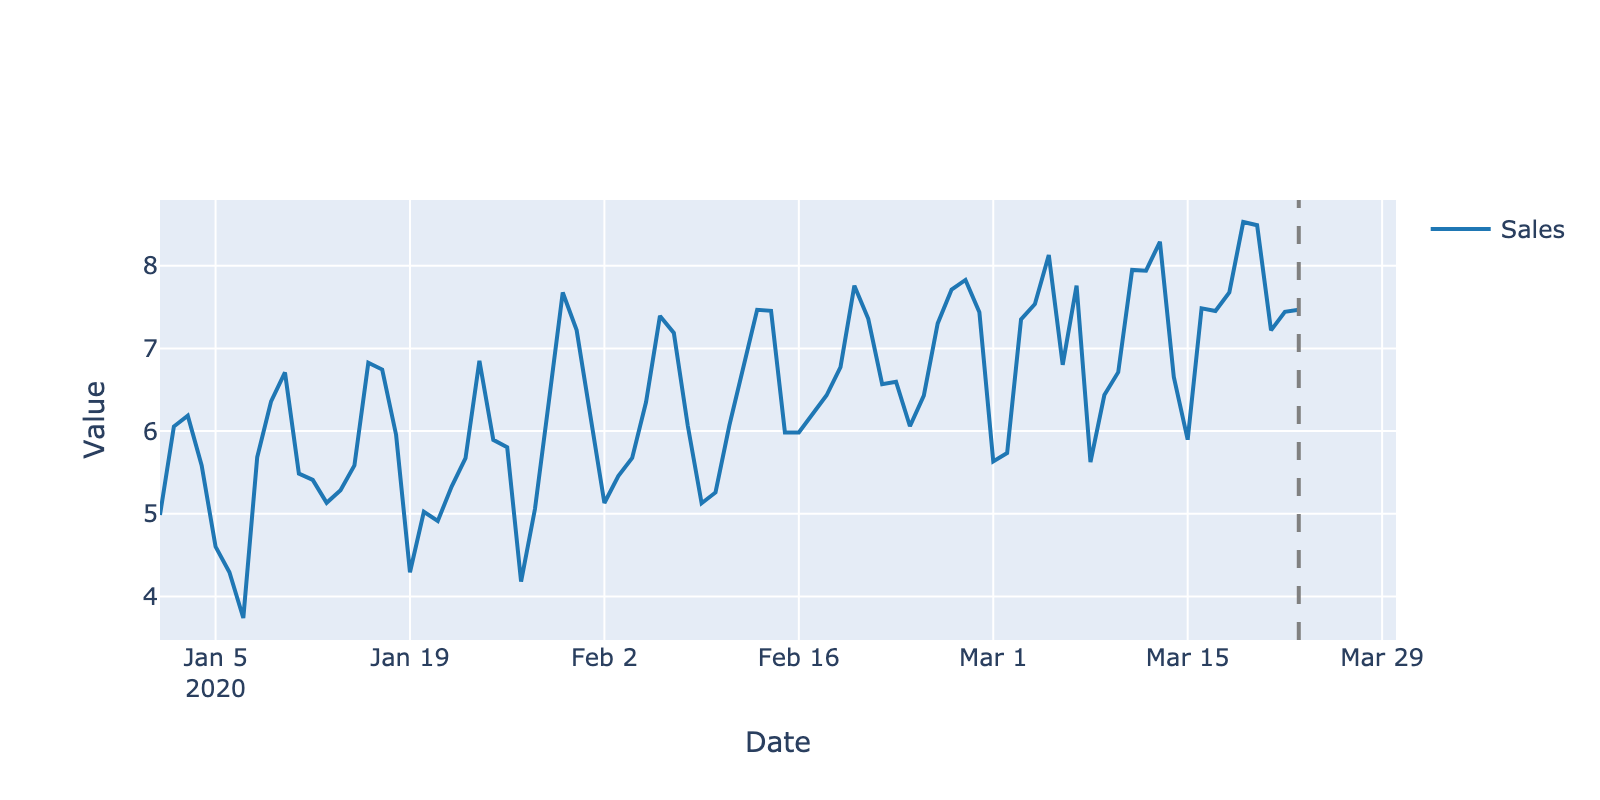 Sales
Value
8
7
6
5
4
Jan 5
2020
Jan 19
Feb 2
Feb 16
Mar 1
Mar 15
Mar 29
Date